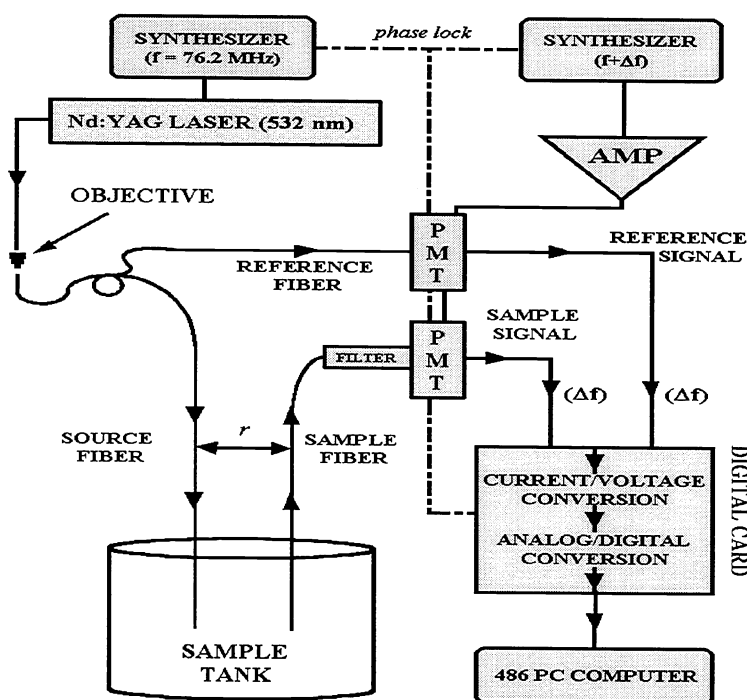 SYNTHESIZER
(f = 76.2 MHz)
phase lock
SYNTHESIZER
(f+Δf)
Nd:YAG LASER (532 nm)
AMP
OBJECTIVE
PMT
REFERENCE
FIBER
REFERENCE
SIGNAL
SAMPLE
SIGNAL
FILTER
PMT
(Δf)
(Δf)
SOURCE
FIBER
r
SAMPLE
FIBER
CURRENT/VOLTAGE
CONVERSION
ANALOG/DIGITAL
CONVERSION
DIGITAL CARD
SAMPLE
TANK
486 PC COMPUTER